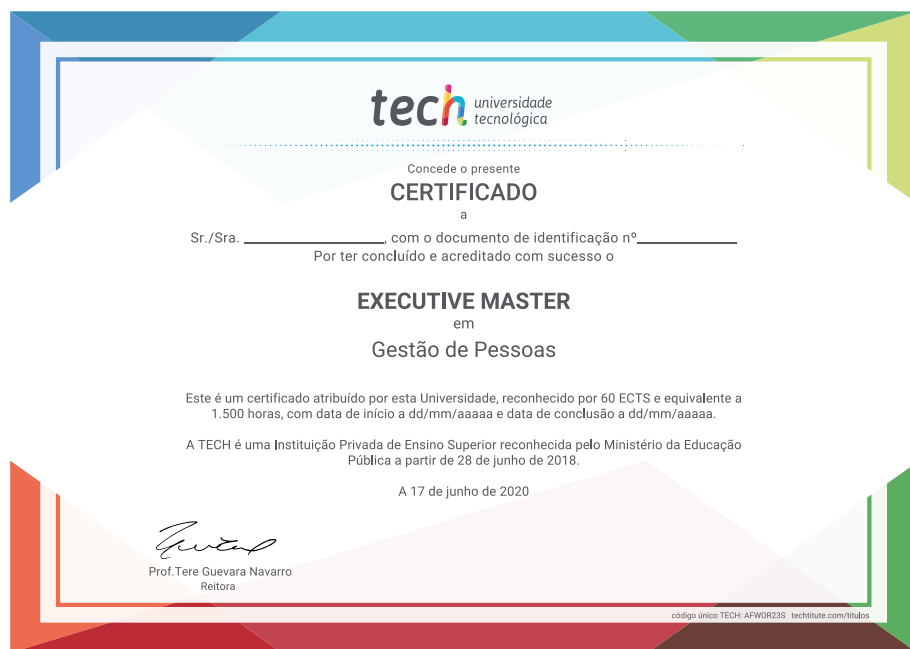 tech universidade
tecnológica
Concede o presente
CERTIFICADO
a
Sr./Sra. ________________, com o documento de identificação nº____________
Por ter concluído e acreditado com sucesso o
EXECUTIVE MASTER
em
Gestão de Pessoas
Este é um certificado atribuído por esta Universidade, reconhecido por 60 ECTS e equivalente a
1.500 horas, com data de início a dd/mm/aaaaa e data de conclusão a dd/mm/aaaaa.
A TECH é uma Instituição Privada de Ensino Superior reconhecida pelo Ministério da Educação
Pública a partir de 28 de junho de 2018.
A 17 de junho de 2020
Prof.Tere Guevara Navarro
Reitora
código único TECH: AFWOR23S techtitute.com/titulos